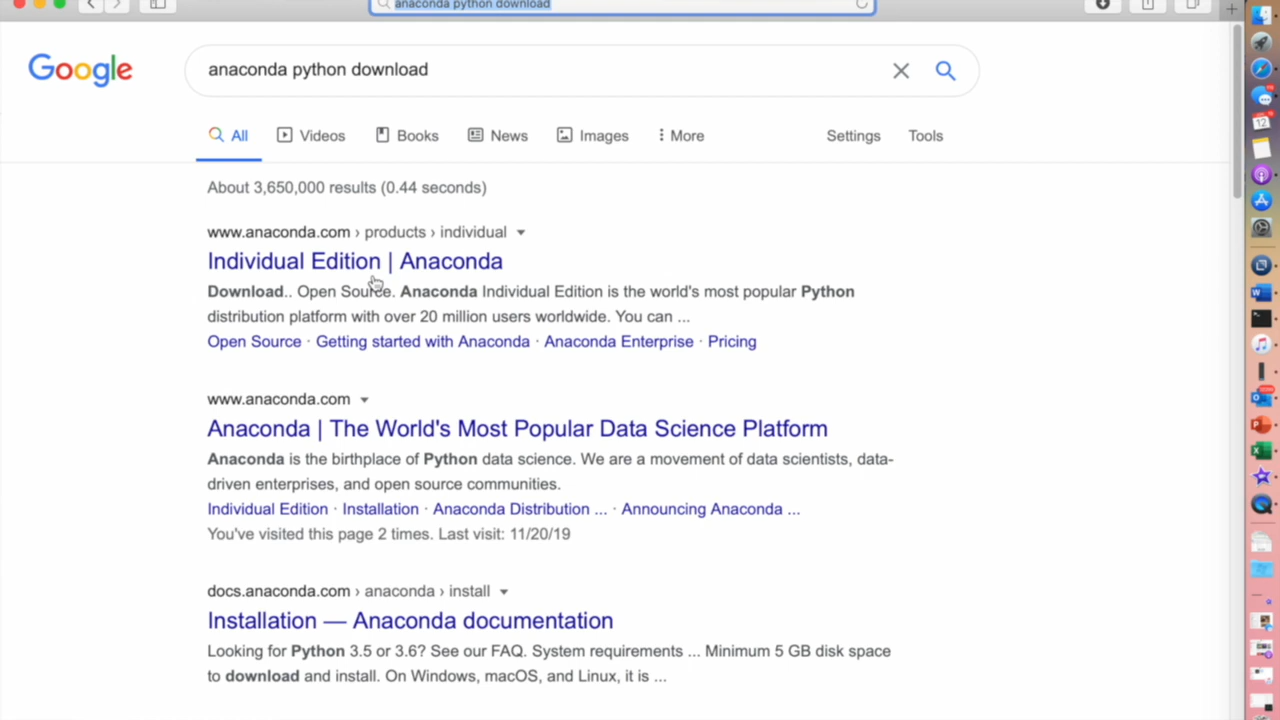 anaconda python download
Google
anaconda python download
All
Videos
Books
News
Images
More
Settings
Tools
About 3,650,000 results (0.44 seconds)
www.anaconda.com › products › individual
Individual Edition | Anaconda
Download.. Open Source. Anaconda Individual Edition is the world's most popular Python
distribution platform with over 20 million users worldwide. You can ...
Open Source · Getting started with Anaconda · Anaconda Enterprise · Pricing
www.anaconda.com
Anaconda | The World's Most Popular Data Science Platform
Anaconda is the birthplace of Python data science. We are a movement of data scientists, data-
driven enterprises, and open source communities.
Individual Edition · Installation · Anaconda Distribution ... · Announcing Anaconda ...
You've visited this page 2 times. Last visit: 11/20/19
docs.anaconda.com › anaconda › install
Installation — Anaconda documentation
Looking for Python 3.5 or 3.6? See our FAQ. System requirements ... Minimum 5 GB disk space
to download and install. On Windows, macOS, and Linux, it is ...
12